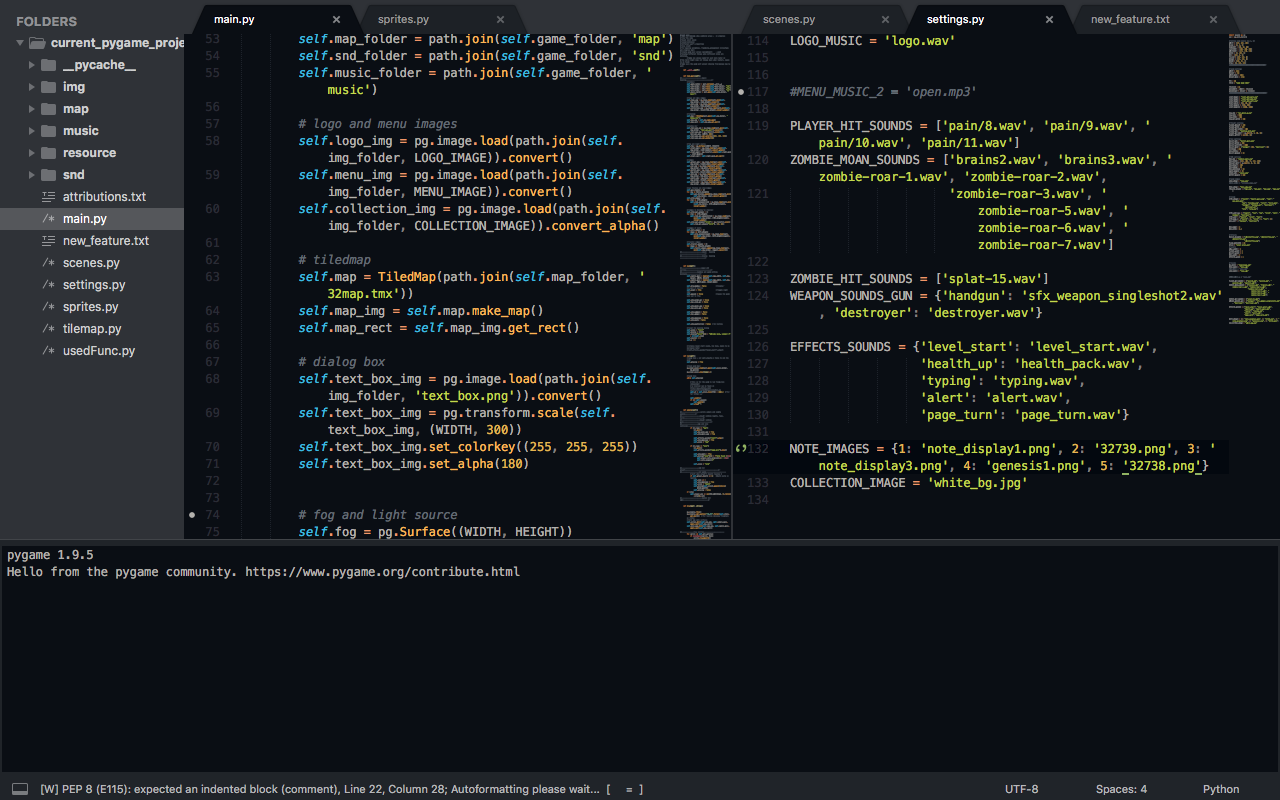 FOLDERS
current_pygame_proje
__pycache__
img
map
music
resource
snd
attributions.txt
main.py
new_feature.txt
scenes.py
settings.py
sprites.py
tilemap.py
usedFunc.py
main.py ×
sprites.py ×
53 self.map_folder = path.join(self.game_folder, 'map')
54 self.snd_folder = path.join(self.game_folder, 'snd')
55 self.music_folder = path.join(self.game_folder, '
music')
56
57 # logo and menu images
58 self.logo_img = pg.image.load(path.join(self.
img_folder, LOGO_IMAGE)).convert()
59 self.menu_img = pg.image.load(path.join(self.
img_folder, MENU_IMAGE)).convert()
60 self.collection_img = pg.image.load(path.join(self.
img_folder, COLLECTION_IMAGE)).convert_alpha()
61
62 # tiledmap
63 self.map = TiledMap(path.join(self.map_folder, '
32map.tmx'))
64 self.map_img = self.map.make_map()
65 self.map_rect = self.map_img.get_rect()
66
67 # dialog box
68 self.text_box_img = pg.image.load(path.join(self.
img_folder, 'text_box.png')).convert()
69 self.text_box_img = pg.transform.scale(self.
text_box_img, (WIDTH, 300))
70 self.text_box_img.set_colorkey((255, 255, 255))
71 self.text_box_img.set_alpha(180)
72
73
74 # fog and light source
75 self.fog = pg.Surface((WIDTH, HEIGHT))
scenes.py ×
settings.py ×
new_feature.txt ×
114 LOGO_MUSIC = 'logo.wav'
115
116
117 #MENU_MUSIC_2 = 'open.mp3'
118
119 PLAYER_HIT_SOUNDS = ['pain/8.wav', 'pain/9.wav', '
pain/10.wav', 'pain/11.wav']
120 ZOMBIE_MOAN_SOUNDS = ['brains2.wav', 'brains3.wav', '
zombie-roar-1.wav', 'zombie-roar-2.wav',
121 'zombie-roar-3.wav', '
zombie-roar-5.wav', '
zombie-roar-6.wav', '
zombie-roar-7.wav']
122
123 ZOMBIE_HIT_SOUNDS = ['splat-15.wav']
124 WEAPON_SOUNDS_GUN = {'handgun': 'sfx_weapon_singleshot2.wav'
, 'destroyer': 'destroyer.wav'}
125
126 EFFECTS_SOUNDS = {'level_start': 'level_start.wav',
127 'health_up': 'health_pack.wav',
128 'typing': 'typing.wav',
129 'alert': 'alert.wav',
130 'page_turn': 'page_turn.wav'}
131
132 NOTE_IMAGES = {1: 'note_display1.png', 2: '32739.png', 3: '
note_display3.png', 4: 'genesis1.png', 5: '32738.png'}
133 COLLECTION_IMAGE = 'white_bg.jpg'
134
pygame 1.9.5
Hello from the pygame community. https://www.pygame.org/contribute.html
[W] PEP 8 (E115): expected an indented block (comment), Line 22, Column 28; Autoformatting please wait... [ = ]
UTF-8
Spaces: 4
Python